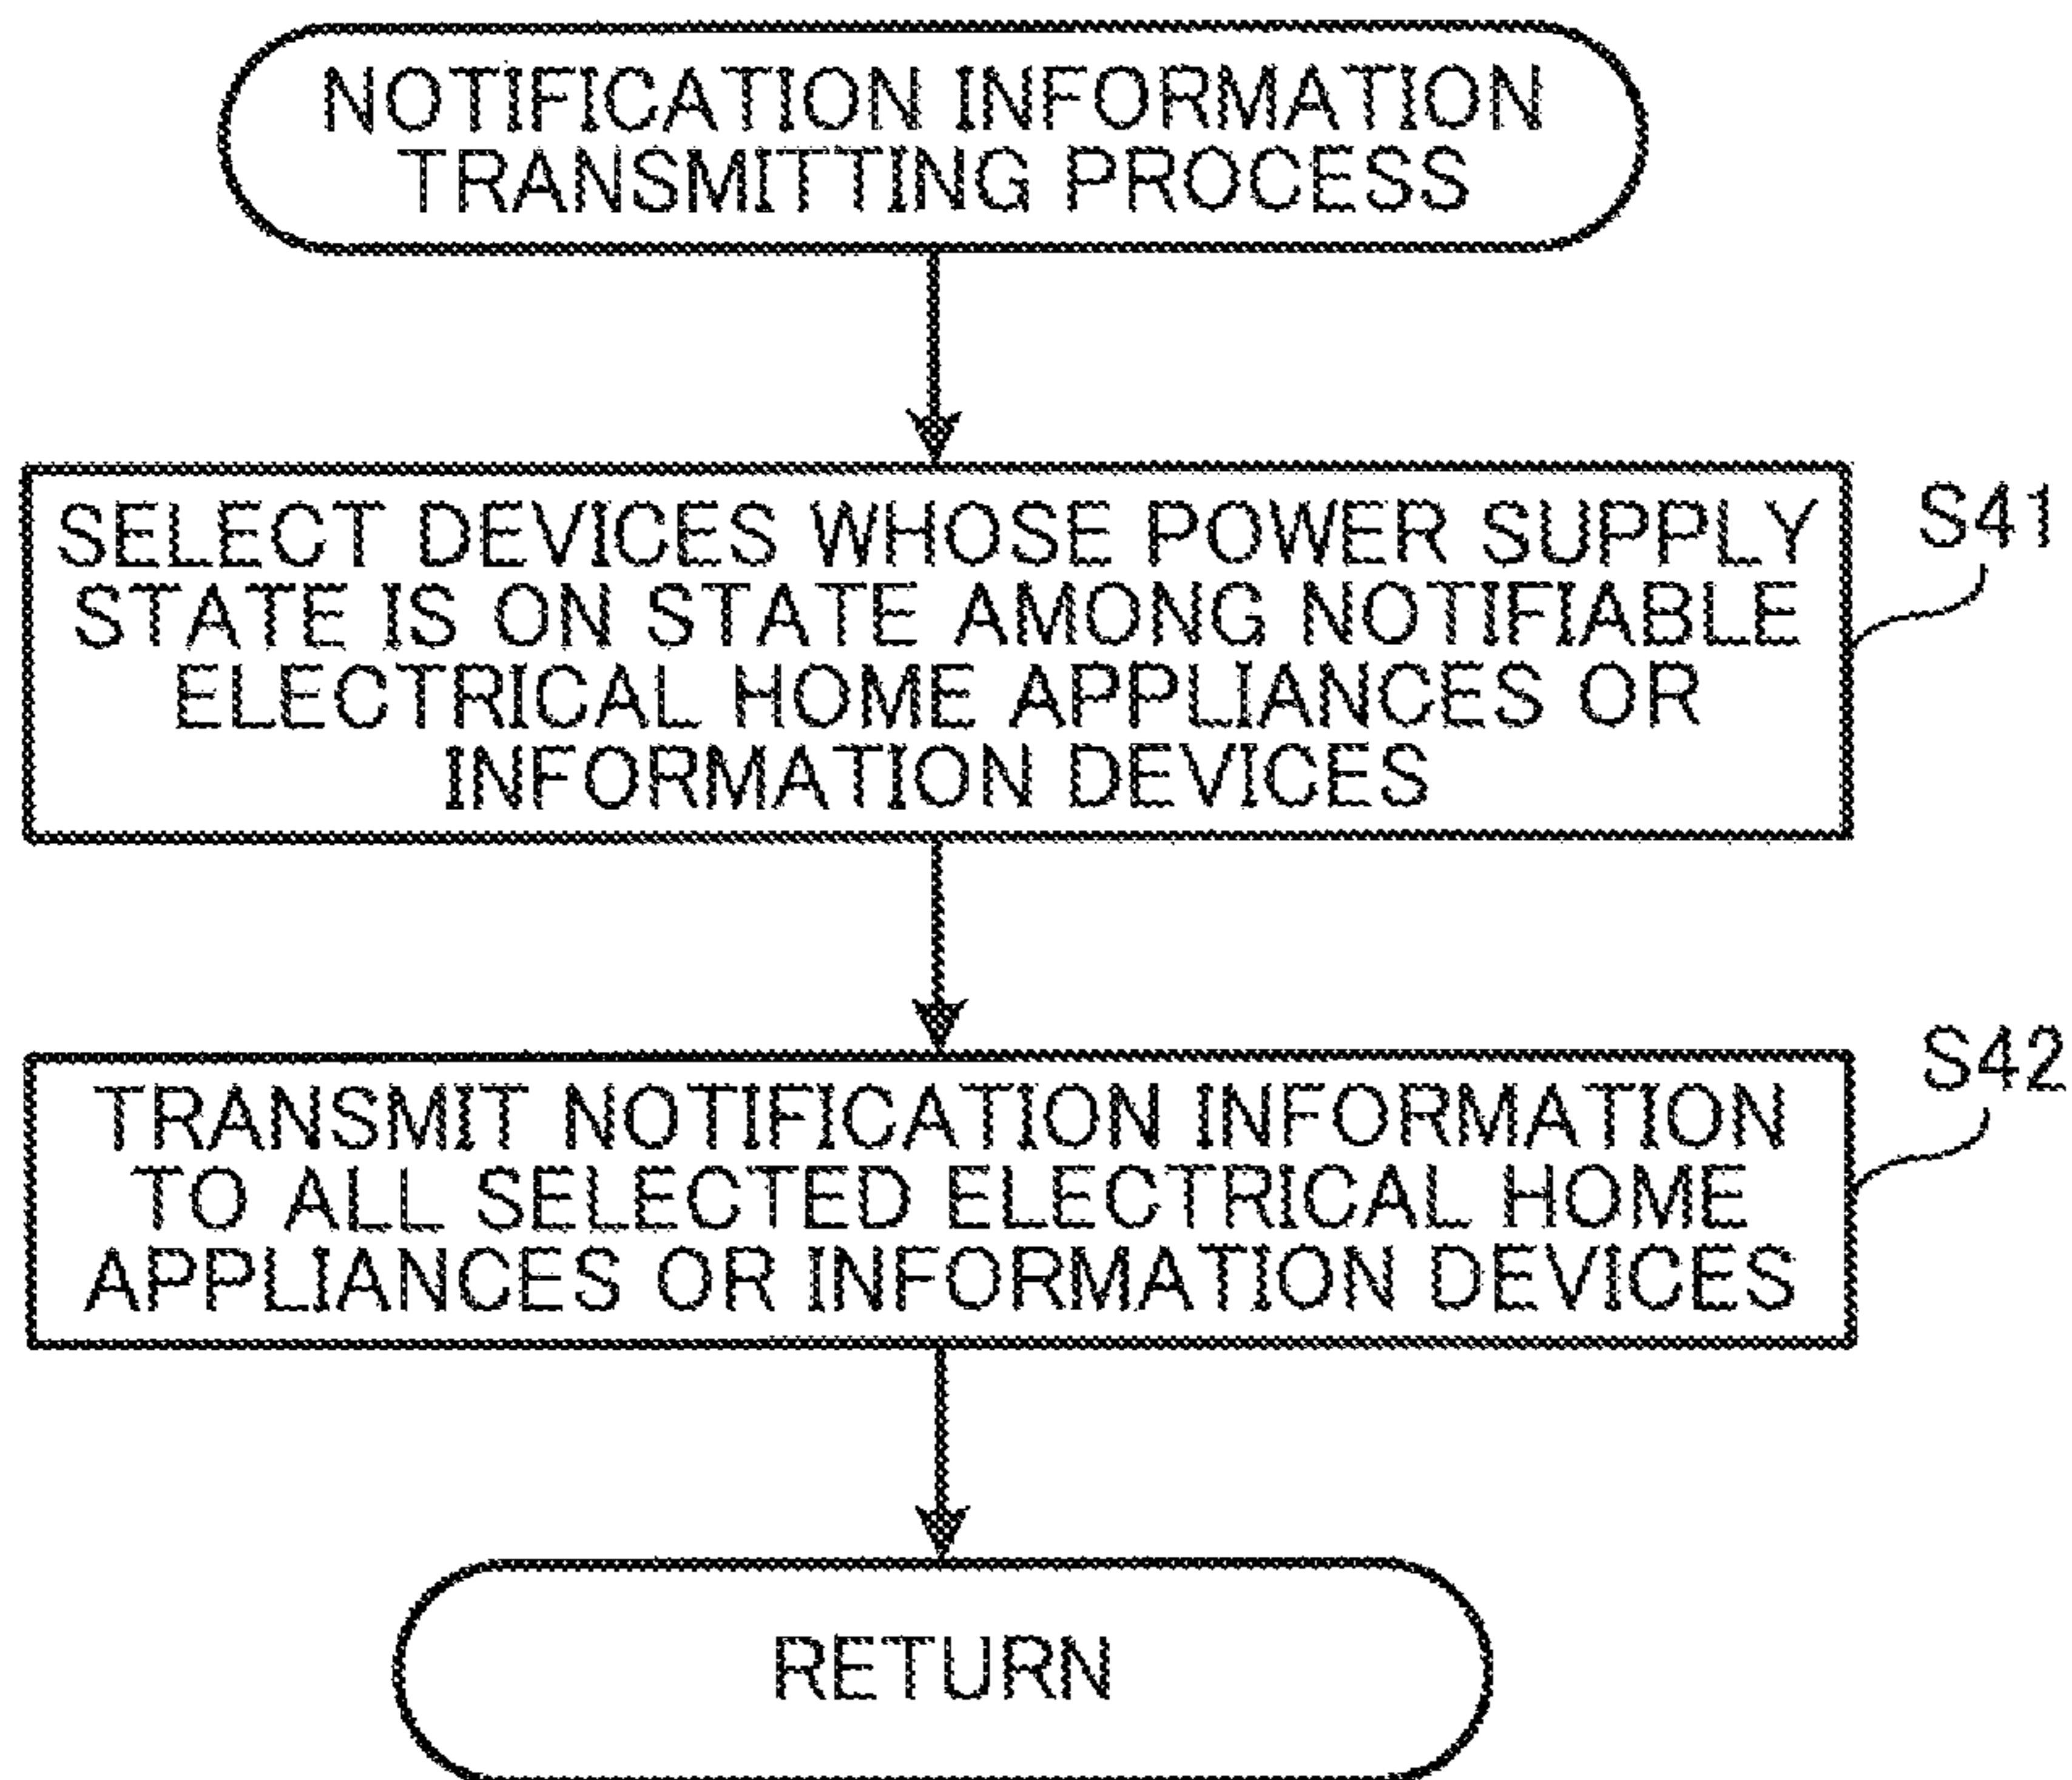 NOTIFICATION INFORMATION
TRANSMITTING PROCESS
SELECT DEVICES WHOSE POWER SUPPLY
STATE IS ON STATE AMONG NOTIFIABLE
ELECTRICAL HOME APPLIANCES OR
INFORMATION DEVICES
S41
TRANSMIT NOTIFICATION INFORMATION
TO ALL SELECTED ELECTRICAL HOME
APPLIANCES OR INFORMATION DEVICES
S42
RETURN